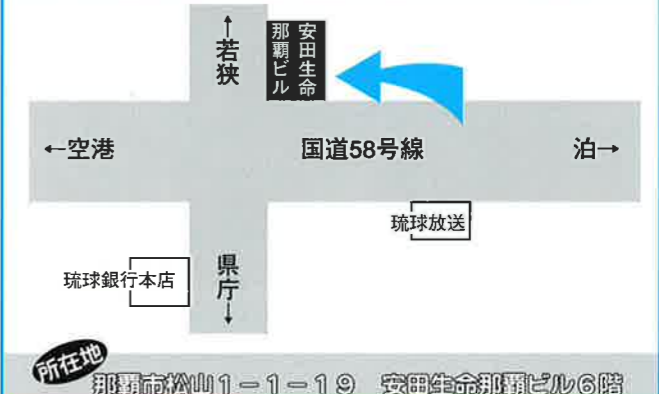 ↑若狭
安田生命
那覇ビル
←空港
国道58号線
泊→
琉球放送
琉球銀行本店
県庁↓
所在地
那覇市松山1－1－19 安田生命那覇ビル6階